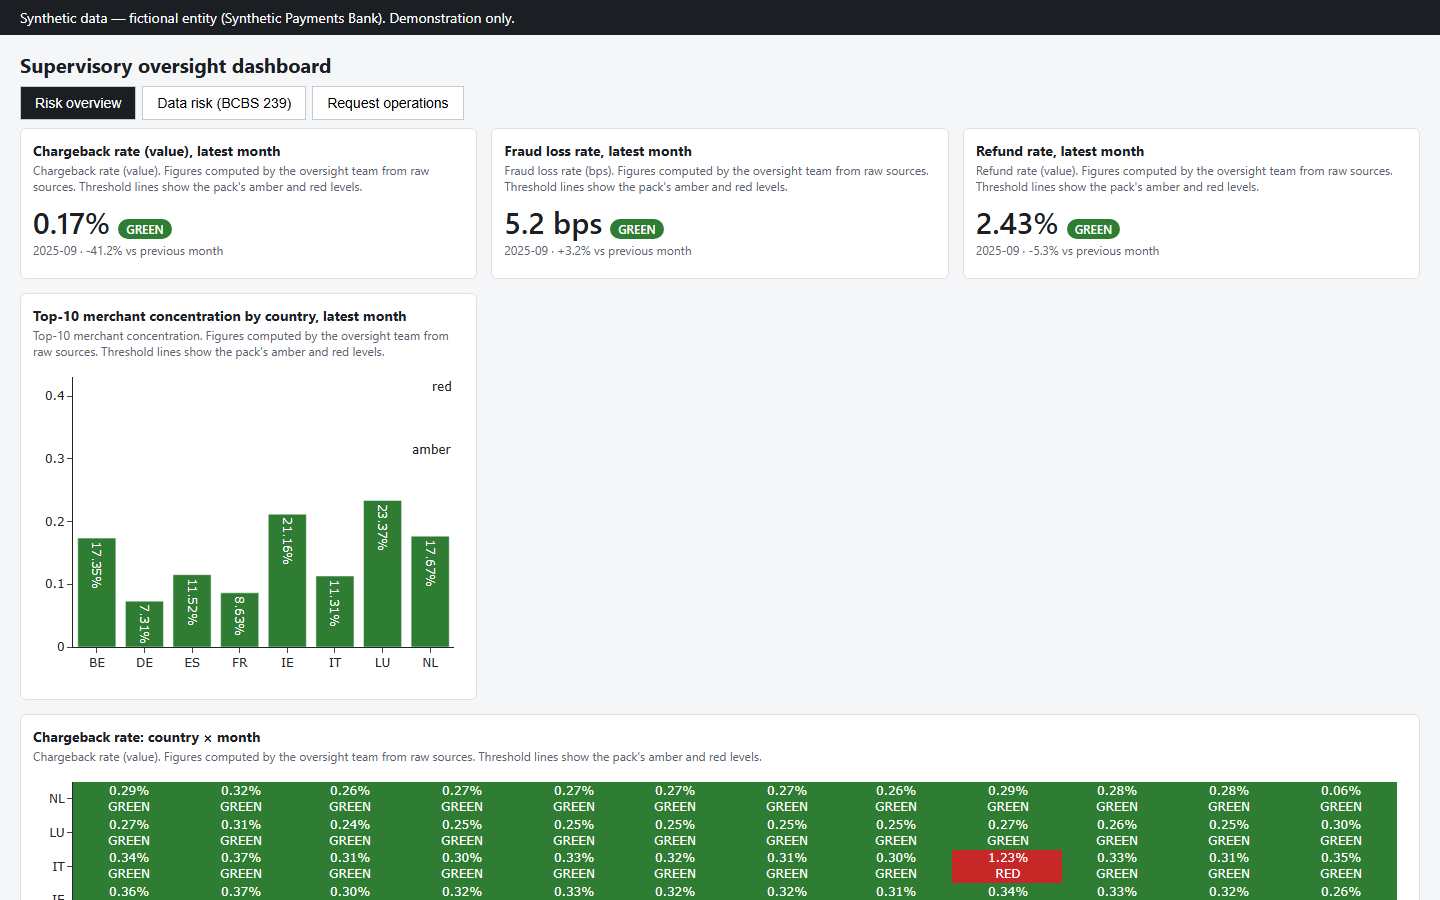 Synthetic data — fictional entity (Synthetic Payments Bank). Demonstration only.
Supervisory oversight dashboard
Risk overview
Data risk (BCBS 239)
Request operations
Chargeback rate (value), latest month
Chargeback rate (value). Figures computed by the oversight team from raw
sources. Threshold lines show the pack's amber and red levels.
0.17% GREEN
2025-09 · -41.2% vs previous month
Fraud loss rate, latest month
Fraud loss rate (bps). Figures computed by the oversight team from raw sources.
Threshold lines show the pack's amber and red levels.
5.2 bps GREEN
2025-09 · +3.2% vs previous month
Refund rate, latest month
Refund rate (value). Figures computed by the oversight team from raw sources.
Threshold lines show the pack's amber and red levels.
2.43% GREEN
2025-09 · -5.3% vs previous month
Top-10 merchant concentration by country, latest month
Top-10 merchant concentration. Figures computed by the oversight team from
raw sources. Threshold lines show the pack's amber and red levels.
red
0.4
amber
0.3
0.2
0.1
0
17.35%
7.31%
11.52%
8.63%
21.16%
11.31%
23.37%
17.67%
BE DE ES FR IE IT LU NL
Chargeback rate: country × month
Chargeback rate (value). Figures computed by the oversight team from raw sources. Threshold lines show the pack's amber and red levels.
NL
0.29% 0.32% 0.26% 0.27% 0.27% 0.27% 0.27% 0.26% 0.29% 0.28% 0.28% 0.06%
GREEN GREEN GREEN GREEN GREEN GREEN GREEN GREEN GREEN GREEN GREEN GREEN
LU
0.27% 0.31% 0.24% 0.25% 0.25% 0.25% 0.25% 0.25% 0.27% 0.26% 0.25% 0.30%
GREEN GREEN GREEN GREEN GREEN GREEN GREEN GREEN GREEN GREEN GREEN GREEN
IT
0.34% 0.37% 0.31% 0.30% 0.33% 0.32% 0.31% 0.30% 1.23% 0.33% 0.31% 0.35%
GREEN GREEN GREEN GREEN GREEN GREEN GREEN GREEN RED GREEN GREEN GREEN
IE
0.36% 0.37% 0.30% 0.32% 0.33% 0.32% 0.32% 0.31% 0.34% 0.33% 0.32% 0.26%